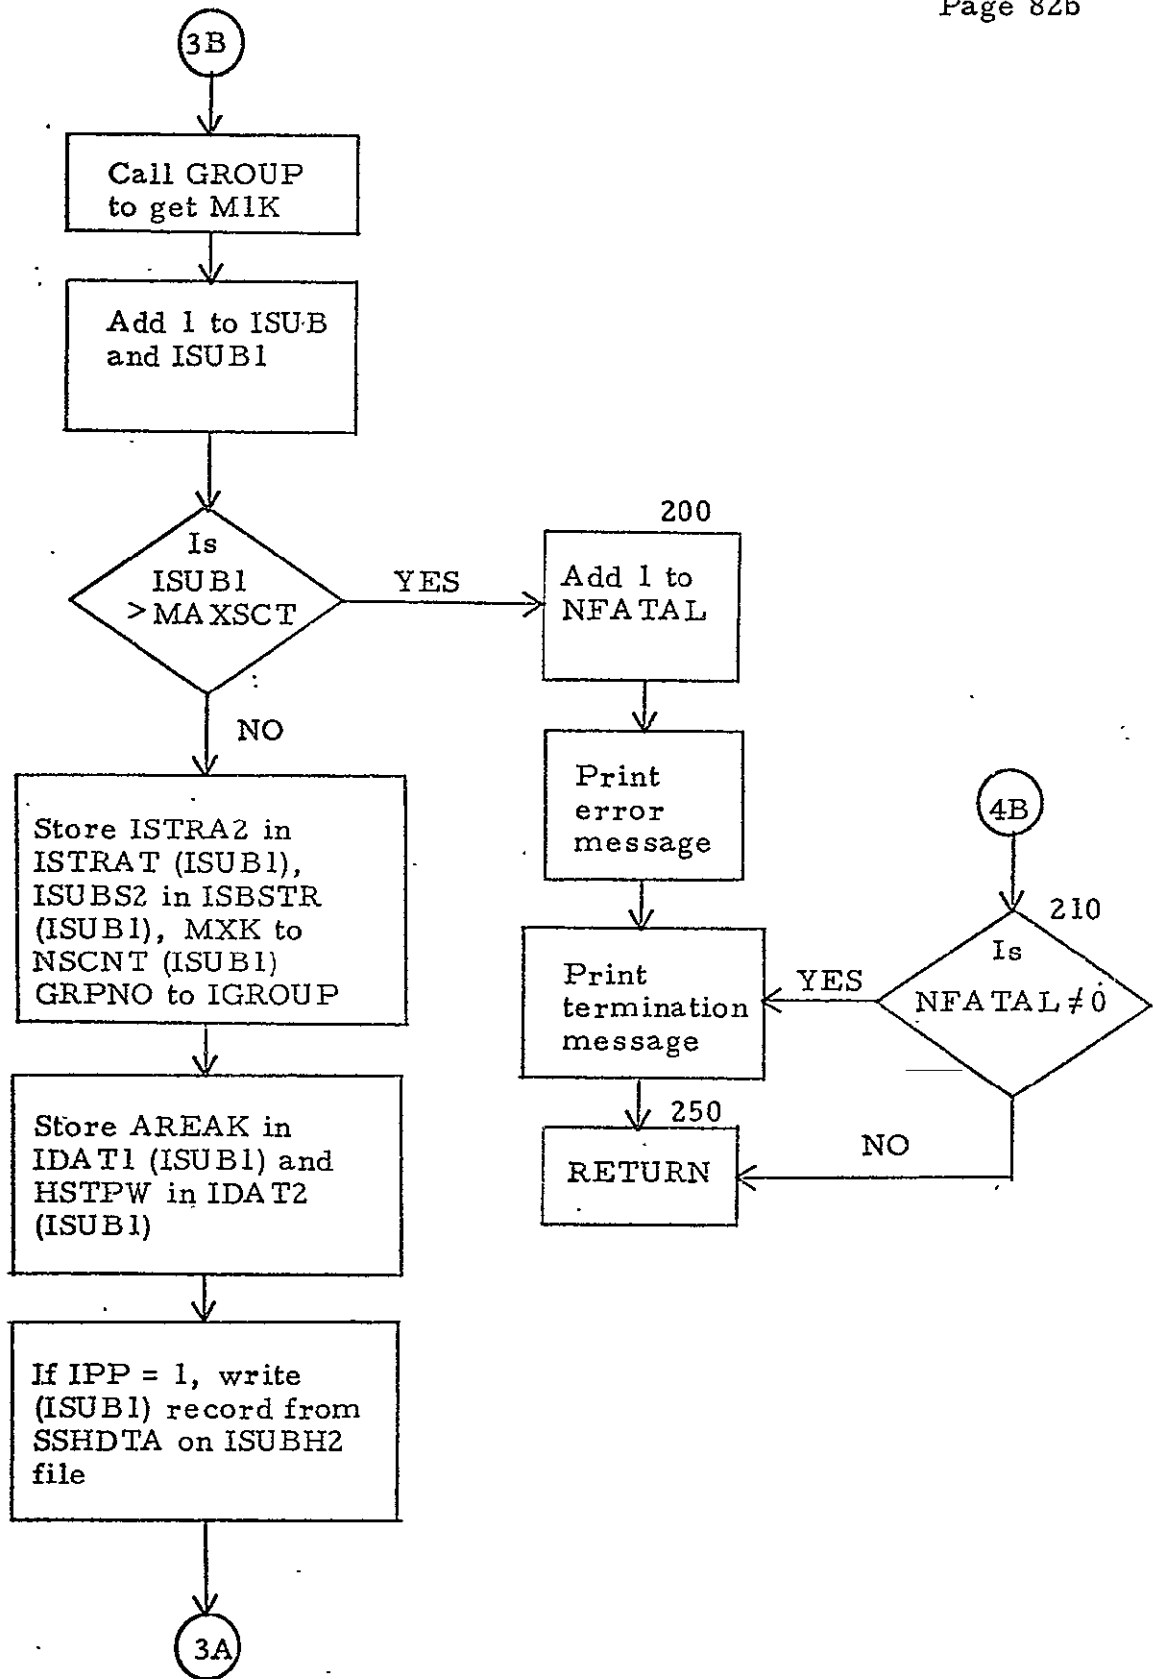 Page 82b
3B
Call GROUP
to get M1K
Add 1 to ISUB
and ISUB1
Is
ISUB1
> MAXSCT
YES
NO
200
Add 1 to
NFATAL
Print
error
message
Print
termination
message
250
RETURN
4B
210
Is
NFATAL ≠ 0
YES
NO
Store ISTRA2 in
ISTRAT (ISUB1),
ISUBS2 in ISBSTR
(ISUB1), MXK to
NSCNT (ISUB1)
GRPNO to IGROUP
Store AREAK in
IDAT1 (ISUB1) and
HSTPW in IDAT2
(ISUB1)
If IPP = 1, write
(ISUB1) record from
SSHDTA on ISUBH2
file
3A